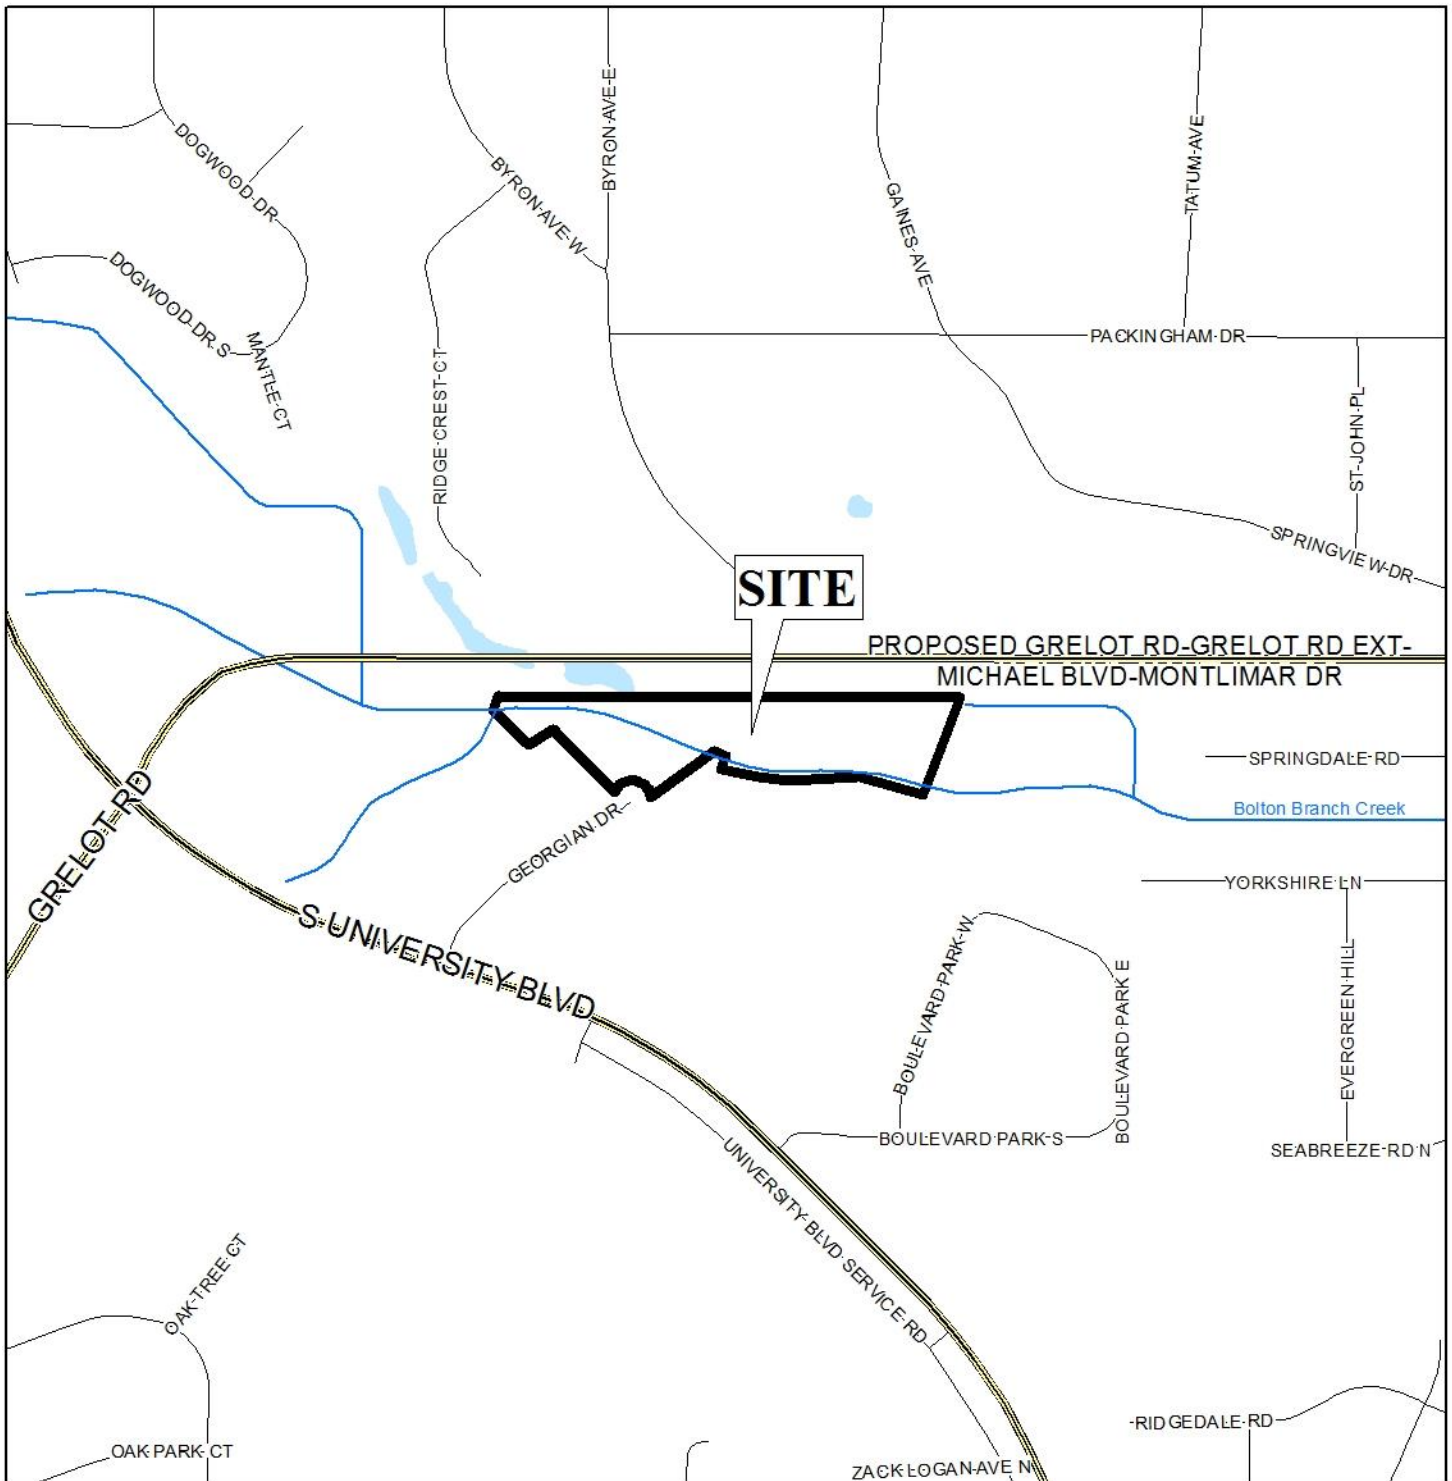 BYRON AVE E
DOGWOOD DR
BYRON AVE W
TATUM AVE
GAINES AVE
DOGWOOD DR S
MANTLE CT
RIDGE CREST CT
PACKINGHAM DR
ST JOHN PL
SPRINGVIEW DR
SITE
PROPOSED GRELOT RD-GRELOT RD EXT-
MICHAEL BLVD-MONTLIMAR DR
SPRINGDALE RD
Bolton Branch Creek
GRELOT RD
GEORGIAN DR
YORKSHIRE LN
S UNIVERSITY BLVD
BOULEVARD PARK W
BOULEVARD PARK E
EVERGREEN HILL
BOULEVARD PARK S
SEABREEZE RD N
UNIVERSITY BLVD SERVICE RD
OAK TREE CT
RIDGEDALE RD
OAK PARK CT
ZACK LOGAN AVE N